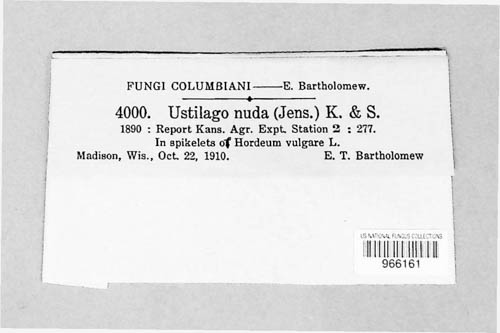 FUNGI COLUMBIANI——E. Bartholomew.
4000. Ustilago nuda (Jens.) K. & S.
1890 : Report Kans. Agr. Expt. Station 2 : 277.
In spikelets of Hordeum vulgare L.
Madison, Wis., Oct. 22, 1910. E. T. Bartholomew
US NATIONAL FUNGUS COLLECTIONS
966161